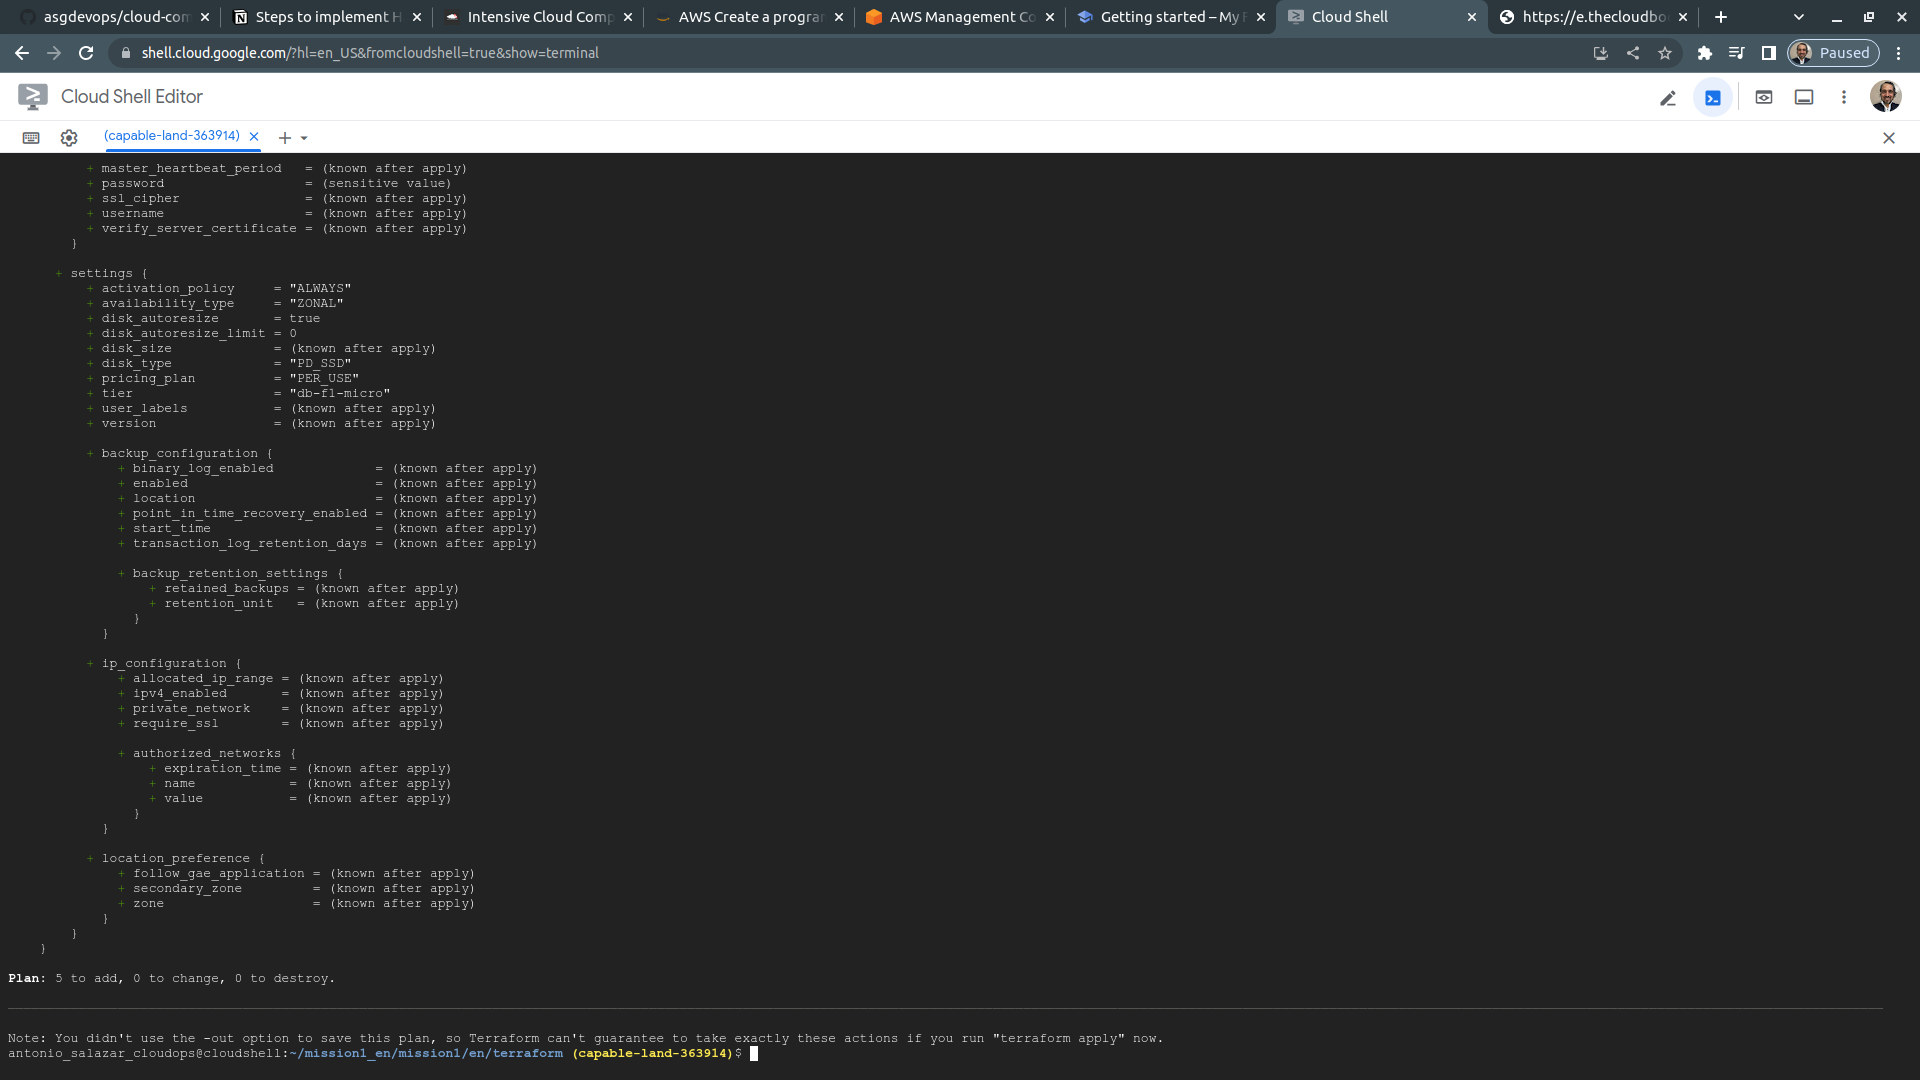 asgdevops/cloud-com
Steps to implement H
Intensive Cloud Comp
AWS Create a program
AWS Management Co
Getting started – My F
Cloud Shell
https://e.thecloudbo
shell.cloud.google.com/?hl=en_US&fromcloudshell=true&show=terminal
Paused
Cloud Shell Editor
(capable-land-363914)
+ master_heartbeat_period   = (known after apply)
+ password                  = (sensitive value)
+ ssl_cipher                = (known after apply)
+ username                  = (known after apply)
+ verify_server_certificate = (known after apply)
}
+ settings {
+ activation_policy     = "ALWAYS"
+ availability_type     = "ZONAL"
+ disk_autoresize       = true
+ disk_autoresize_limit = 0
+ disk_size             = (known after apply)
+ disk_type             = "PD_SSD"
+ pricing_plan          = "PER_USE"
+ tier                  = "db-f1-micro"
+ user_labels           = (known after apply)
+ version               = (known after apply)
+ backup_configuration {
+ binary_log_enabled             = (known after apply)
+ enabled                        = (known after apply)
+ location                       = (known after apply)
+ point_in_time_recovery_enabled = (known after apply)
+ start_time                     = (known after apply)
+ transaction_log_retention_days = (known after apply)
+ backup_retention_settings {
+ retained_backups = (known after apply)
+ retention_unit   = (known after apply)
}
}
+ ip_configuration {
+ allocated_ip_range = (known after apply)
+ ipv4_enabled       = (known after apply)
+ private_network    = (known after apply)
+ require_ssl        = (known after apply)
+ authorized_networks {
+ expiration_time = (known after apply)
+ name            = (known after apply)
+ value           = (known after apply)
}
}
+ location_preference {
+ follow_gae_application = (known after apply)
+ secondary_zone         = (known after apply)
+ zone                   = (known after apply)
}
}
}
Plan: 5 to add, 0 to change, 0 to destroy.
Note: You didn't use the -out option to save this plan, so Terraform can't guarantee to take exactly these actions if you run "terraform apply" now.
antonio_salazar_cloudops@cloudshell:~/mission1_en/mission1/en/terraform (capable-land-363914)$